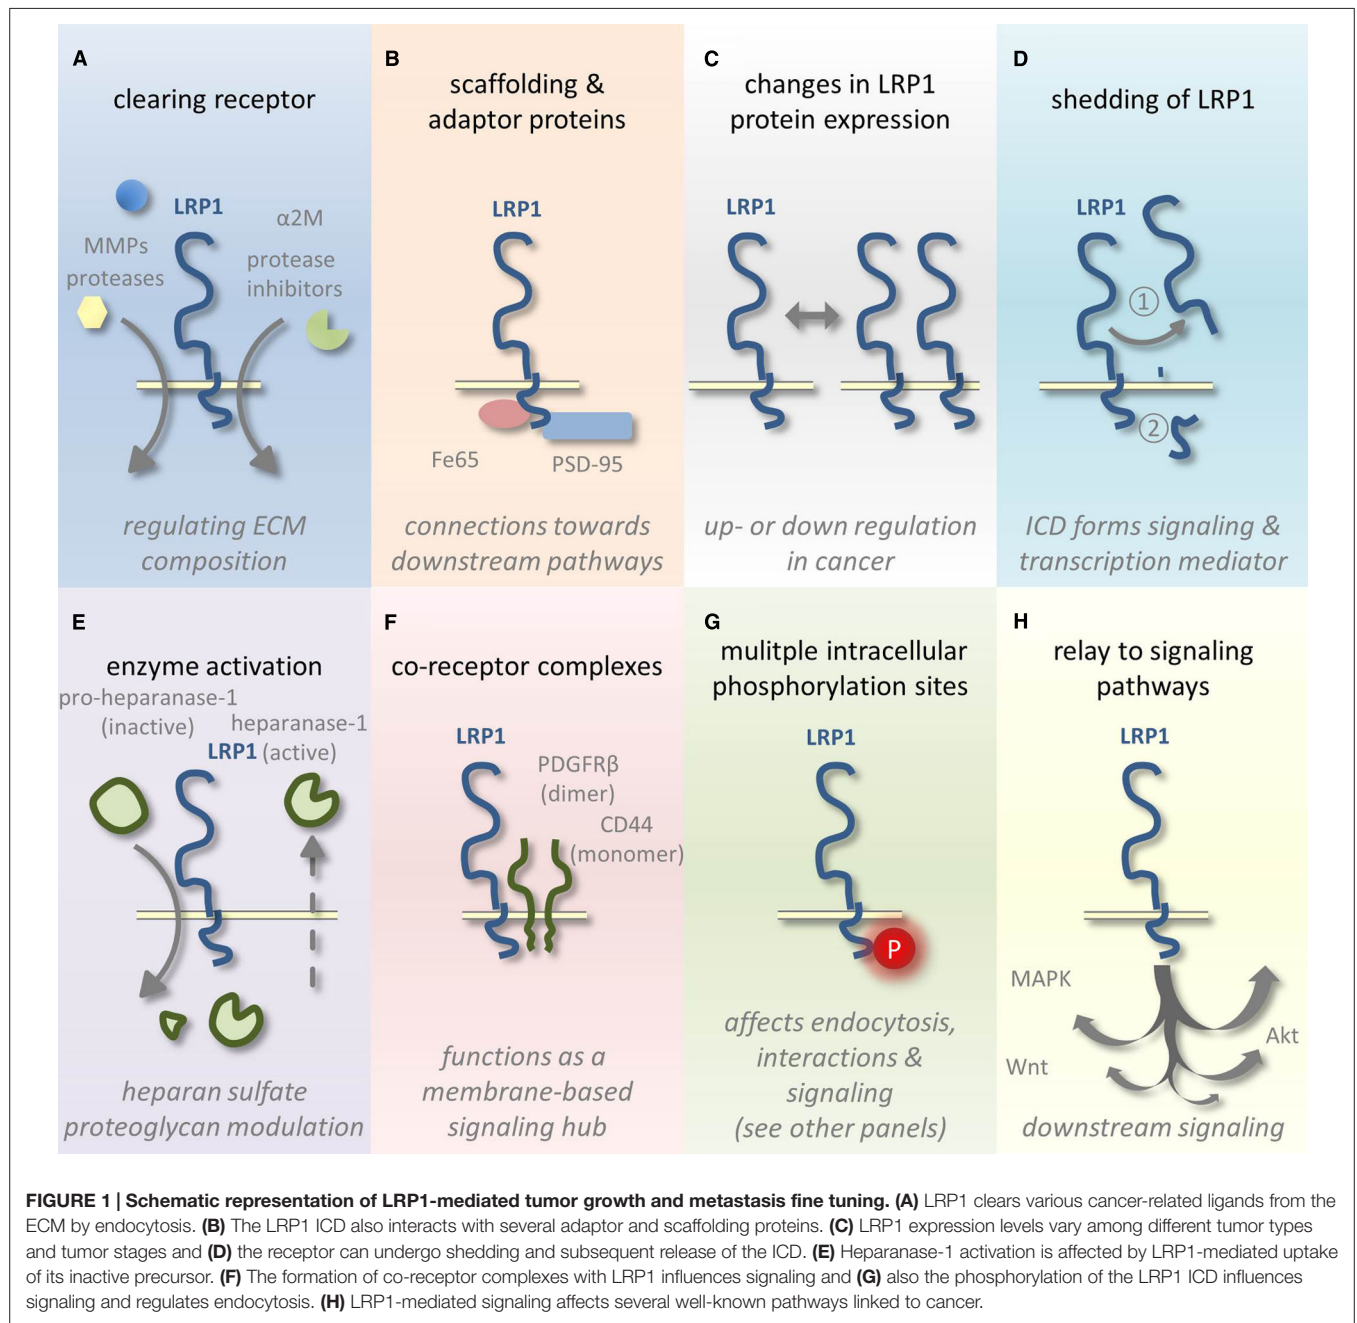 A
clearing receptor
LRP1
α2M
MMPs
proteases
protease
inhibitors
regulating ECM
composition
B
scaffolding &
adaptor proteins
LRP1
Fe65
PSD-95
connections towards
downstream pathways
C
changes in LRP1
protein expression
LRP1
up- or down regulation
in cancer
D
shedding of LRP1
LRP1
1
2
ICD forms signaling &
transcription mediator
E
enzyme activation
pro-heparanase-1
(inactive)
heparanase-1
LRP1 (active)
heparan sulfate
proteoglycan modulation
F
co-receptor complexes
LRP1
PDGFRβ
(dimer)
CD44
(monomer)
functions as a
membrane-based
signaling hub
G
mulitple intracellular
phosphorylation sites
LRP1
P
affects endocytosis,
interactions &
signaling
(see other panels)
H
relay to signaling
pathways
LRP1
MAPK
Akt
Wnt
downstream signaling
FIGURE 1 | Schematic representation of LRP1-mediated tumor growth and metastasis fine tuning. (A) LRP1 clears various cancer-related ligands from the
ECM by endocytosis. (B) The LRP1 ICD also interacts with several adaptor and scaffolding proteins. (C) LRP1 expression levels vary among different tumor types
and tumor stages and (D) the receptor can undergo shedding and subsequent release of the ICD. (E) Heparanase-1 activation is affected by LRP1-mediated uptake
of its inactive precursor. (F) The formation of co-receptor complexes with LRP1 influences signaling and (G) also the phosphorylation of the LRP1 ICD influences
signaling and regulates endocytosis. (H) LRP1-mediated signaling affects several well-known pathways linked to cancer.